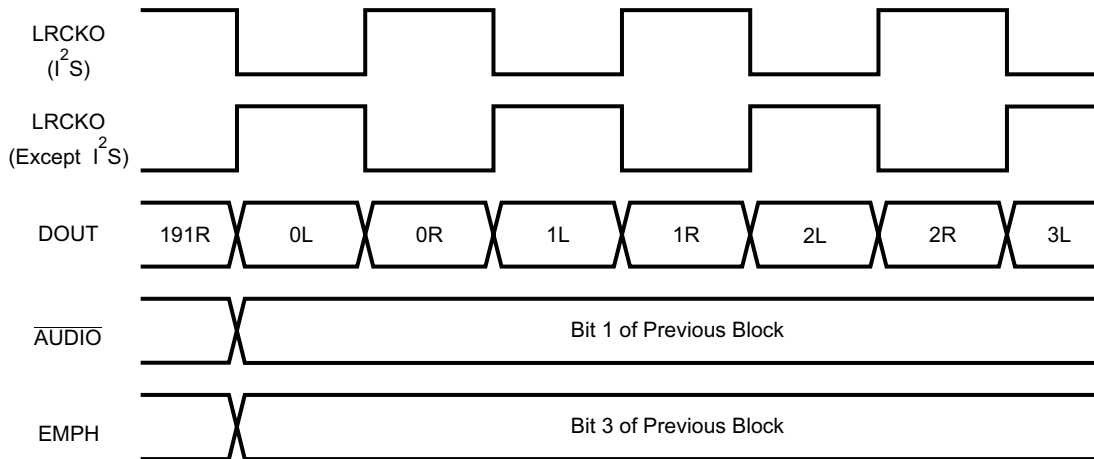 LRCKO
(I²S)
LRCKO
(Except I²S)
DOUT 191R 0L 0R 1L 1R 2L 2R 3L
AUDIO Bit 1 of Previous Block
EMPH Bit 3 of Previous Block